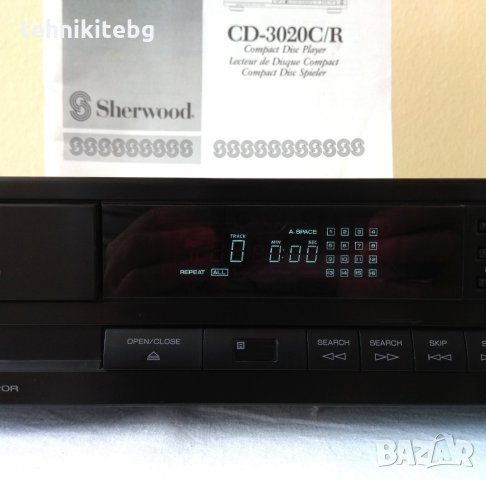 tehnikitebg
CD-3020C/R
Compact Disc Player
Lecteur de Disque Compact
Compact Disc Spieler
Sherwood.
A.SPACE 1 2 3 4
TRACK MIN SEC 5 6 7 8
0 0:00 9 10 11 12
REPEAT ALL 13 14 15 16
OPEN/CLOSE
SEARCH SEARCH SKIP
20R
BAZAR